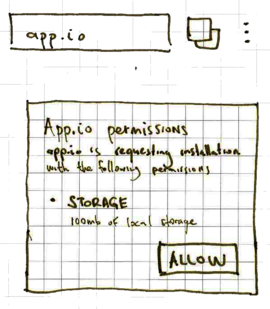 app.io
App.io permissions
app.io is requesting installation
with the following permissions
• STORAGE
100mb of local storage
ALLOW